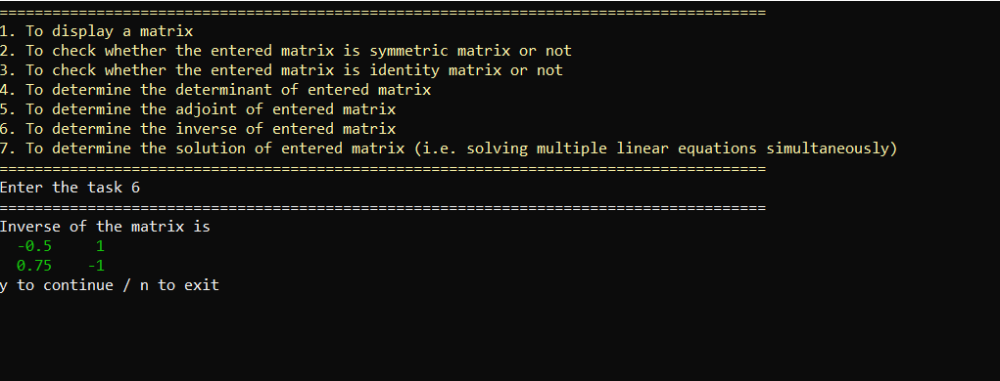 =======================================================================================
1. To display a matrix
2. To check whether the entered matrix is symmetric matrix or not
3. To check whether the entered matrix is identity matrix or not
4. To determine the determinant of entered matrix
5. To determine the adjoint of entered matrix
6. To determine the inverse of entered matrix
7. To determine the solution of entered matrix (i.e. solving multiple linear equations simultaneously)
=======================================================================================
Enter the task 6
=======================================================================================
Inverse of the matrix is
  -0.5     1
  0.75    -1
y to continue / n to exit